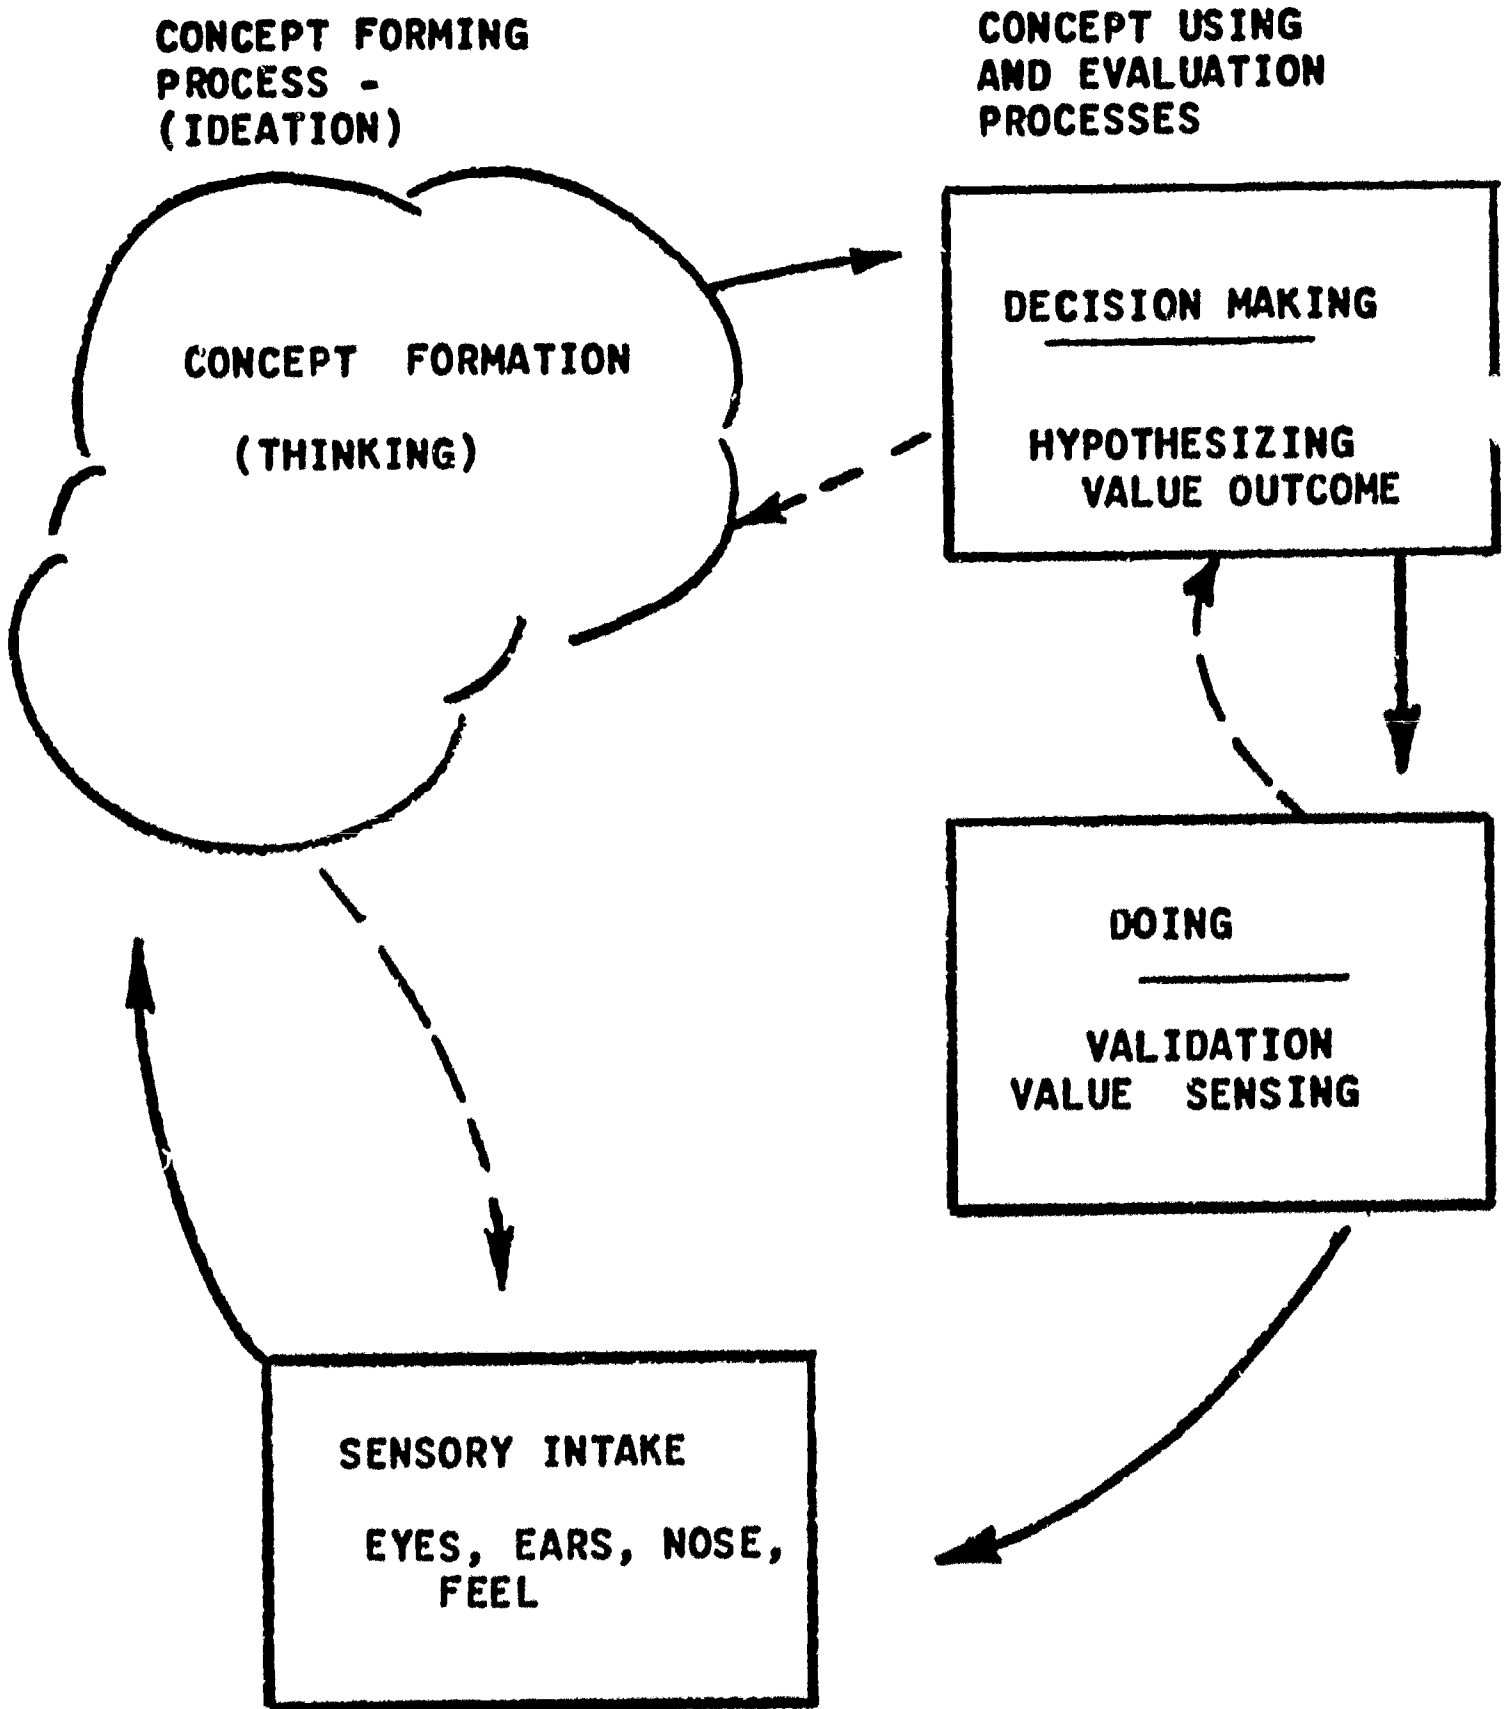 CONCEPT FORMING
PROCESS -
(IDEATION)
CONCEPT USING
AND EVALUATION
PROCESSES
CONCEPT FORMATION
(THINKING)
DECISION MAKING
HYPOTHESIZING
VALUE OUTCOME
DOING
VALIDATION
VALUE SENSING
SENSORY INTAKE
EYES, EARS, NOSE,
FEEL